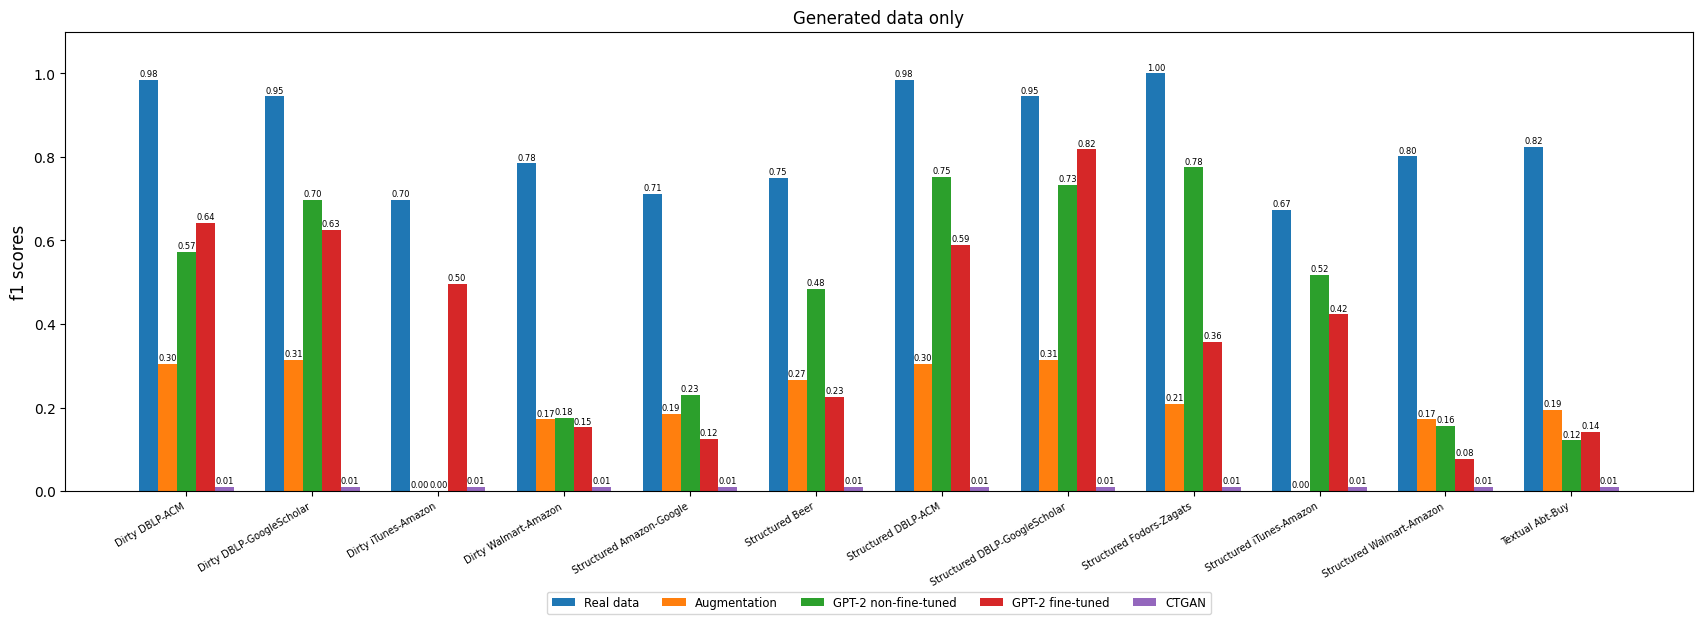 Generated data only
f1 scores
1.0
0.8
0.6
0.4
0.2
0.0
0.98 0.30 0.57 0.64 0.01
0.95 0.31 0.70 0.63 0.01
0.70 0.00 0.00 0.50 0.01
0.78 0.17 0.18 0.15 0.01
0.71 0.19 0.23 0.12 0.01
0.75 0.27 0.48 0.23 0.01
0.98 0.30 0.75 0.59 0.01
0.95 0.31 0.73 0.82 0.01
1.00 0.21 0.78 0.36 0.01
0.67 0.00 0.52 0.42 0.01
0.80 0.17 0.16 0.08 0.01
0.82 0.19 0.12 0.14 0.01
Dirty DBLP-ACM
Dirty DBLP-GoogleScholar
Dirty iTunes-Amazon
Dirty Walmart-Amazon
Structured Amazon-Google
Structured Beer
Structured DBLP-ACM
Structured DBLP-GoogleScholar
Structured Fodors-Zagats
Structured iTunes-Amazon
Structured Walmart-Amazon
Textual Abt-Buy
Real data Augmentation GPT-2 non-fine-tuned GPT-2 fine-tuned CTGAN